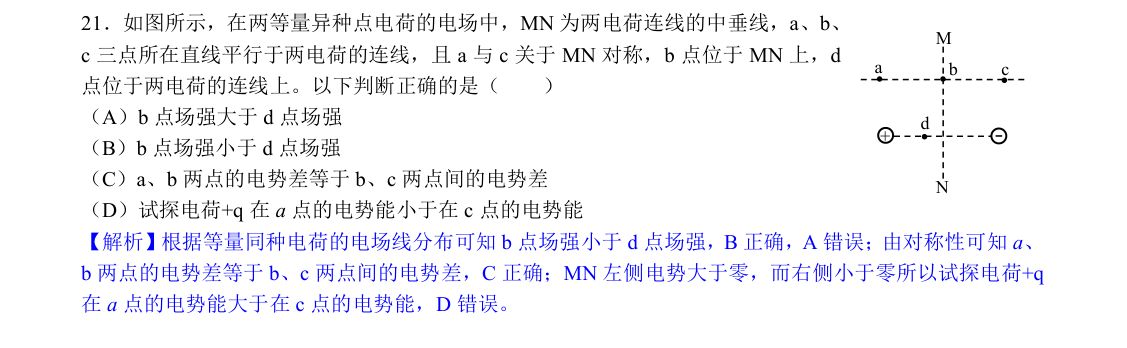 21．如图所示，在两等量异种点电荷的电场中，MN 为两电荷连线的中垂线，a、b、
c 三点所在直线平行于两电荷的连线，且 a 与 c 关于 MN 对称，b 点位于 MN 上，d
点位于两电荷的连线上。以下判断正确的是（　　）
（A）b 点场强大于 d 点场强
（B）b 点场强小于 d 点场强
（C）a、b 两点的电势差等于 b、c 两点间的电势差
（D）试探电荷+q 在 a 点的电势能小于在 c 点的电势能
M
a b c
d
+ -
N
【解析】根据等量同种电荷的电场线分布可知 b 点场强小于 d 点场强，B 正确，A 错误；由对称性可知 a、
b 两点的电势差等于 b、c 两点间的电势差，C 正确；MN 左侧电势大于零，而右侧小于零所以试探电荷+q
在 a 点的电势能大于在 c 点的电势能，D 错误。